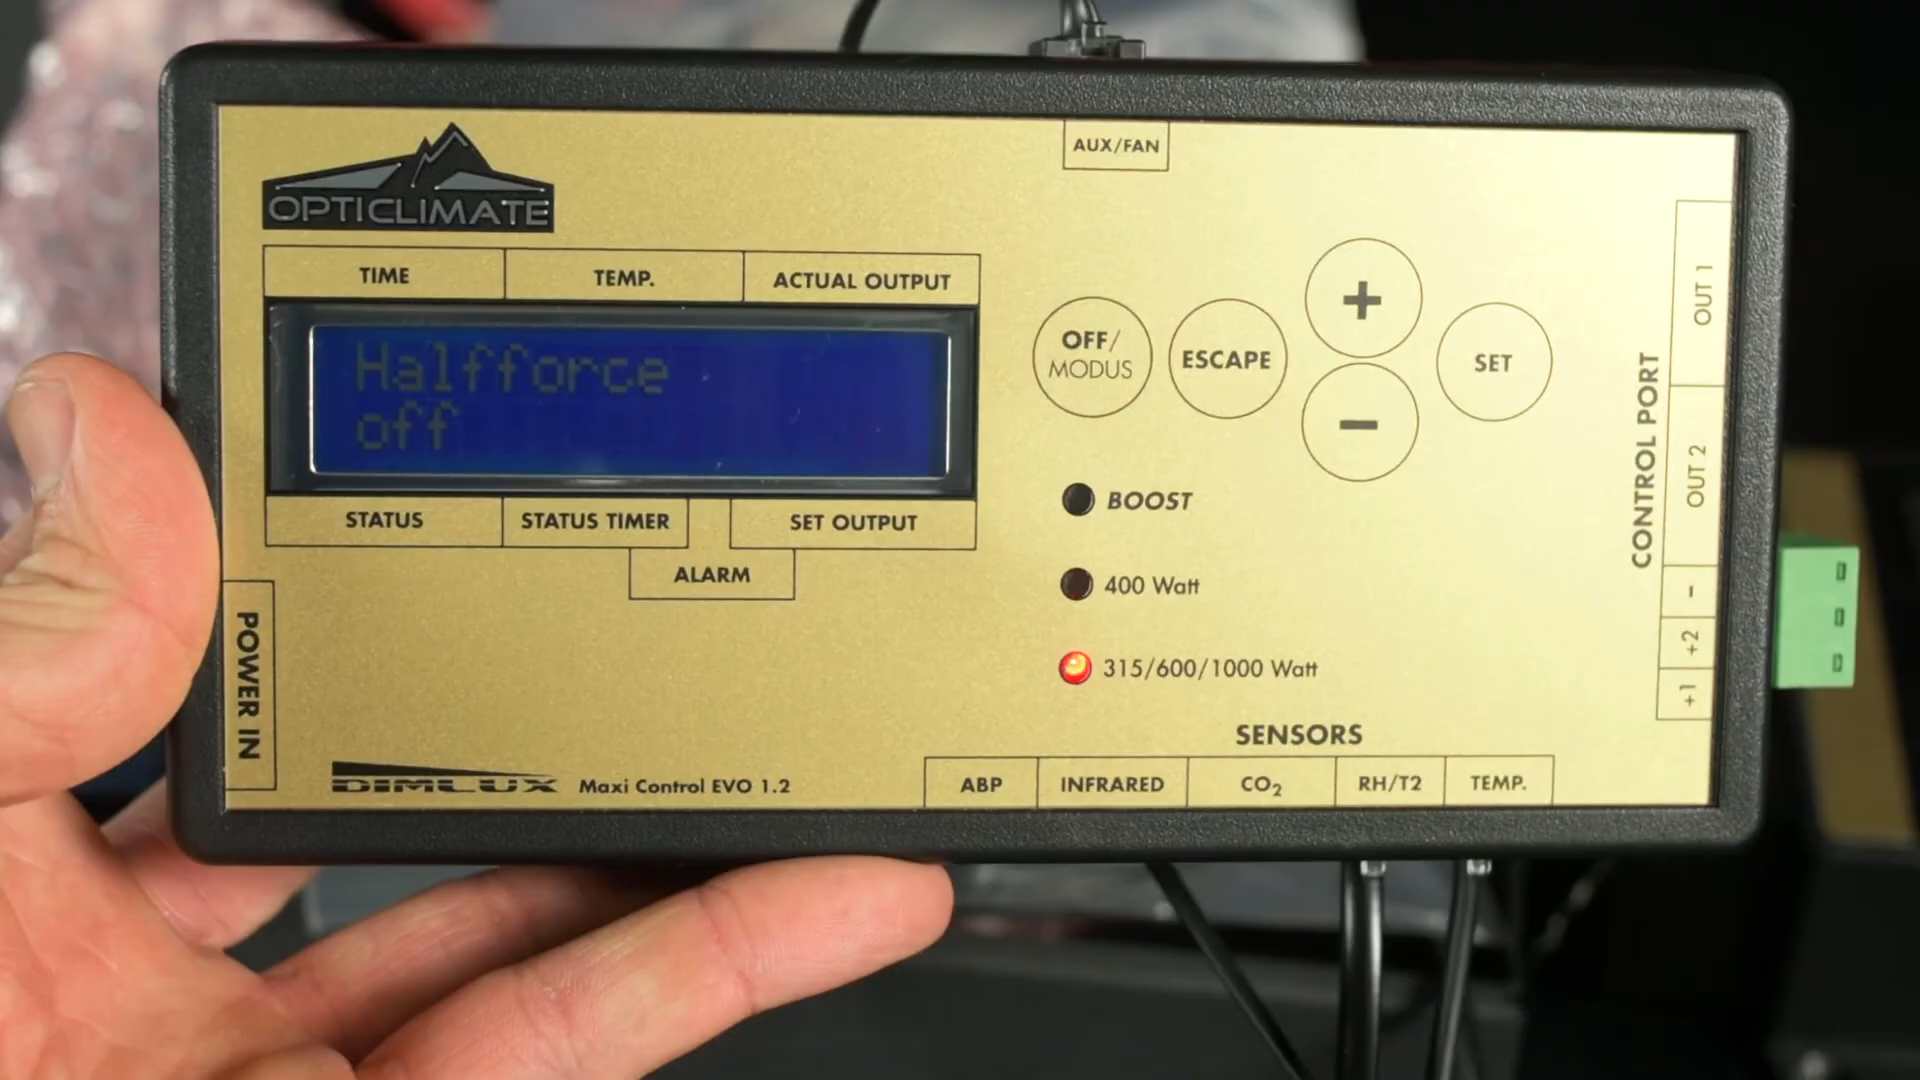 AUX/FAN
OPTICLIMATE
TIME TEMP. ACTUAL OUTPUT
Halfforce
off
STATUS STATUS TIMER SET OUTPUT
ALARM
OFF/
MODUS
ESCAPE
+
−
SET
BOOST
400 Watt
315/600/1000 Watt
CONTROL PORT
OUT 1
OUT 2
-
+2
+1
POWER IN
DIMLUX Maxi Control EVO 1.2
SENSORS
ABP INFRARED CO₂ RH/T2 TEMP.